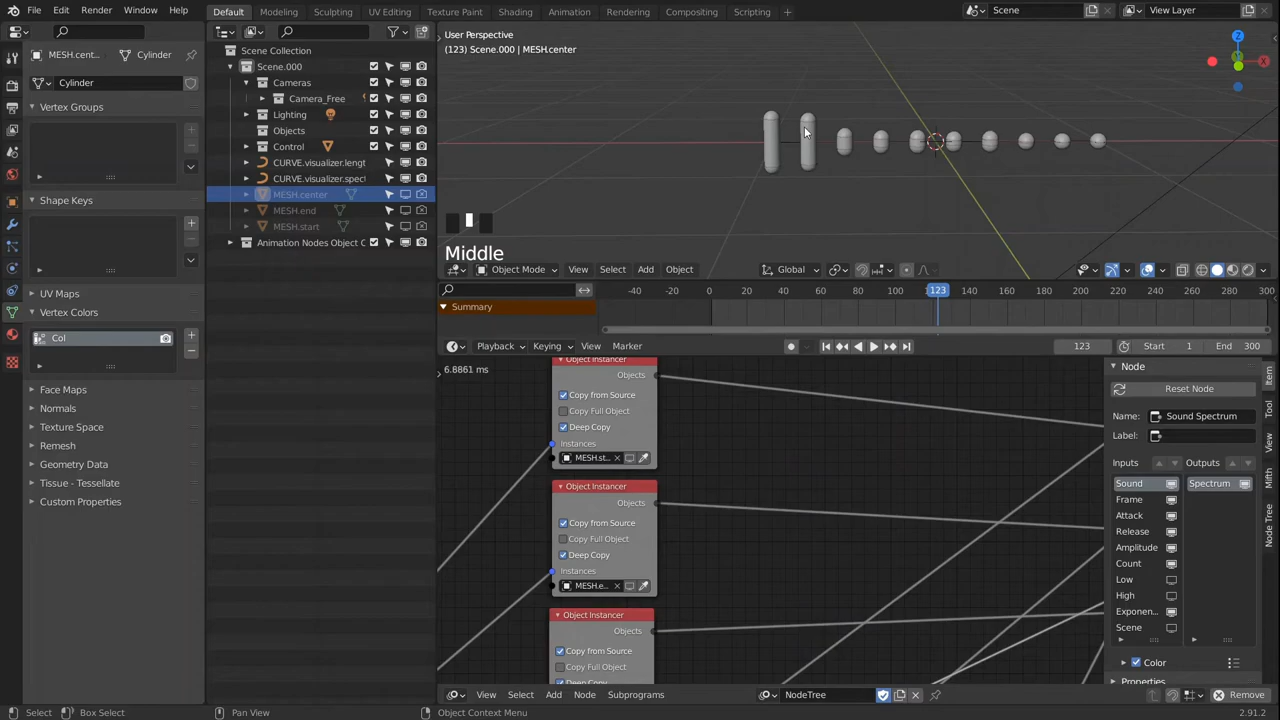 File Edit Render Window Help
Default Modeling Sculpting UV Editing Texture Paint Shading Animation Rendering Compositing Scripting +
Scene
View Layer
MESH.cent... Cylinder
Cylinder
Vertex Groups
Shape Keys
UV Maps
Vertex Colors
Col
Face Maps
Normals
Texture Space
Remesh
Geometry Data
Tissue - Tessellate
Custom Properties
Scene Collection
Scene.000
Cameras
Camera_Free
Lighting
Objects
Control
CURVE.visualizer.lengt
CURVE.visualizer.spect
MESH.center
MESH.end
MESH.start
Animation Nodes Object C
User Perspective
(123) Scene.000 | MESH.center
Z
X
Middle
Object Mode View Select Add Object Global
-40 -20 0 20 40 60 80 100 123 140 160 180 200 220 240 260 280 300
Summary
Playback Keying View Marker
123 Start 1 End 300
6.8861 ms
Object Instancer
Objects
Copy from Source
Copy Full Object
Deep Copy
Instances
MESH.st...
Object Instancer
Objects
Copy from Source
Copy Full Object
Deep Copy
Instances
MESH.e...
Object Instancer
Objects
Copy from Source
Copy Full Object
Deep Copy
Node
Reset Node
Name: Sound Spectrum
Label:
Inputs Outputs
Sound Spectrum
Frame
Attack
Release
Amplitude
Count
Low
High
Exponen...
Scene
Color
Properties
Item
Tool
View
Mifth
Node Tree
View Select Add Node Subprograms NodeTree Remove
Select Box Select Pan View Object Context Menu 2.91.2